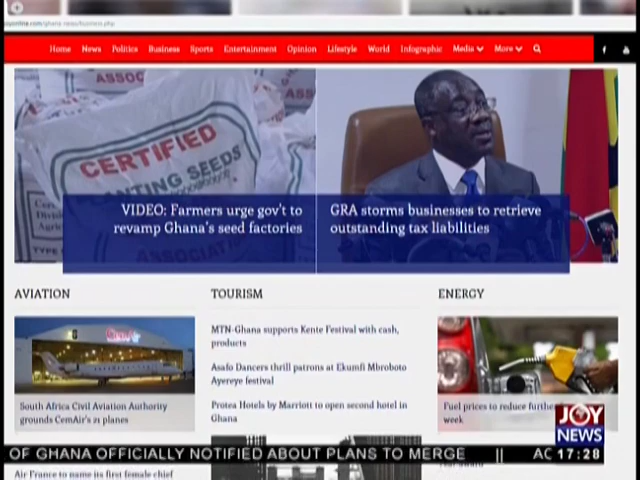 Home News Politics Business Sports Entertainment Opinion Lifestyle World Infographic Media More
ASSOC
CERTIFIED
PLANTING SEEDS
VIDEO: Farmers urge gov't to
revamp Ghana's seed factories
GRA storms businesses to retrieve
outstanding tax liabilities
AVIATION
TOURISM
ENERGY
South Africa Civil Aviation Authority
grounds CemAir's 21 planes
MTN-Ghana supports Kente Festival with cash,
products
Asafo Dancers thrill patrons at Ekumfi Mbroboto
Ayereye festival
Protea Hotels by Marriott to open second hotel in
Ghana
Fuel prices to reduce further
week
JOY
NEWS
OF GHANA OFFICIALLY NOTIFIED ABOUT PLANS TO MERGE || AC 17:28
Air France to name its first female chief